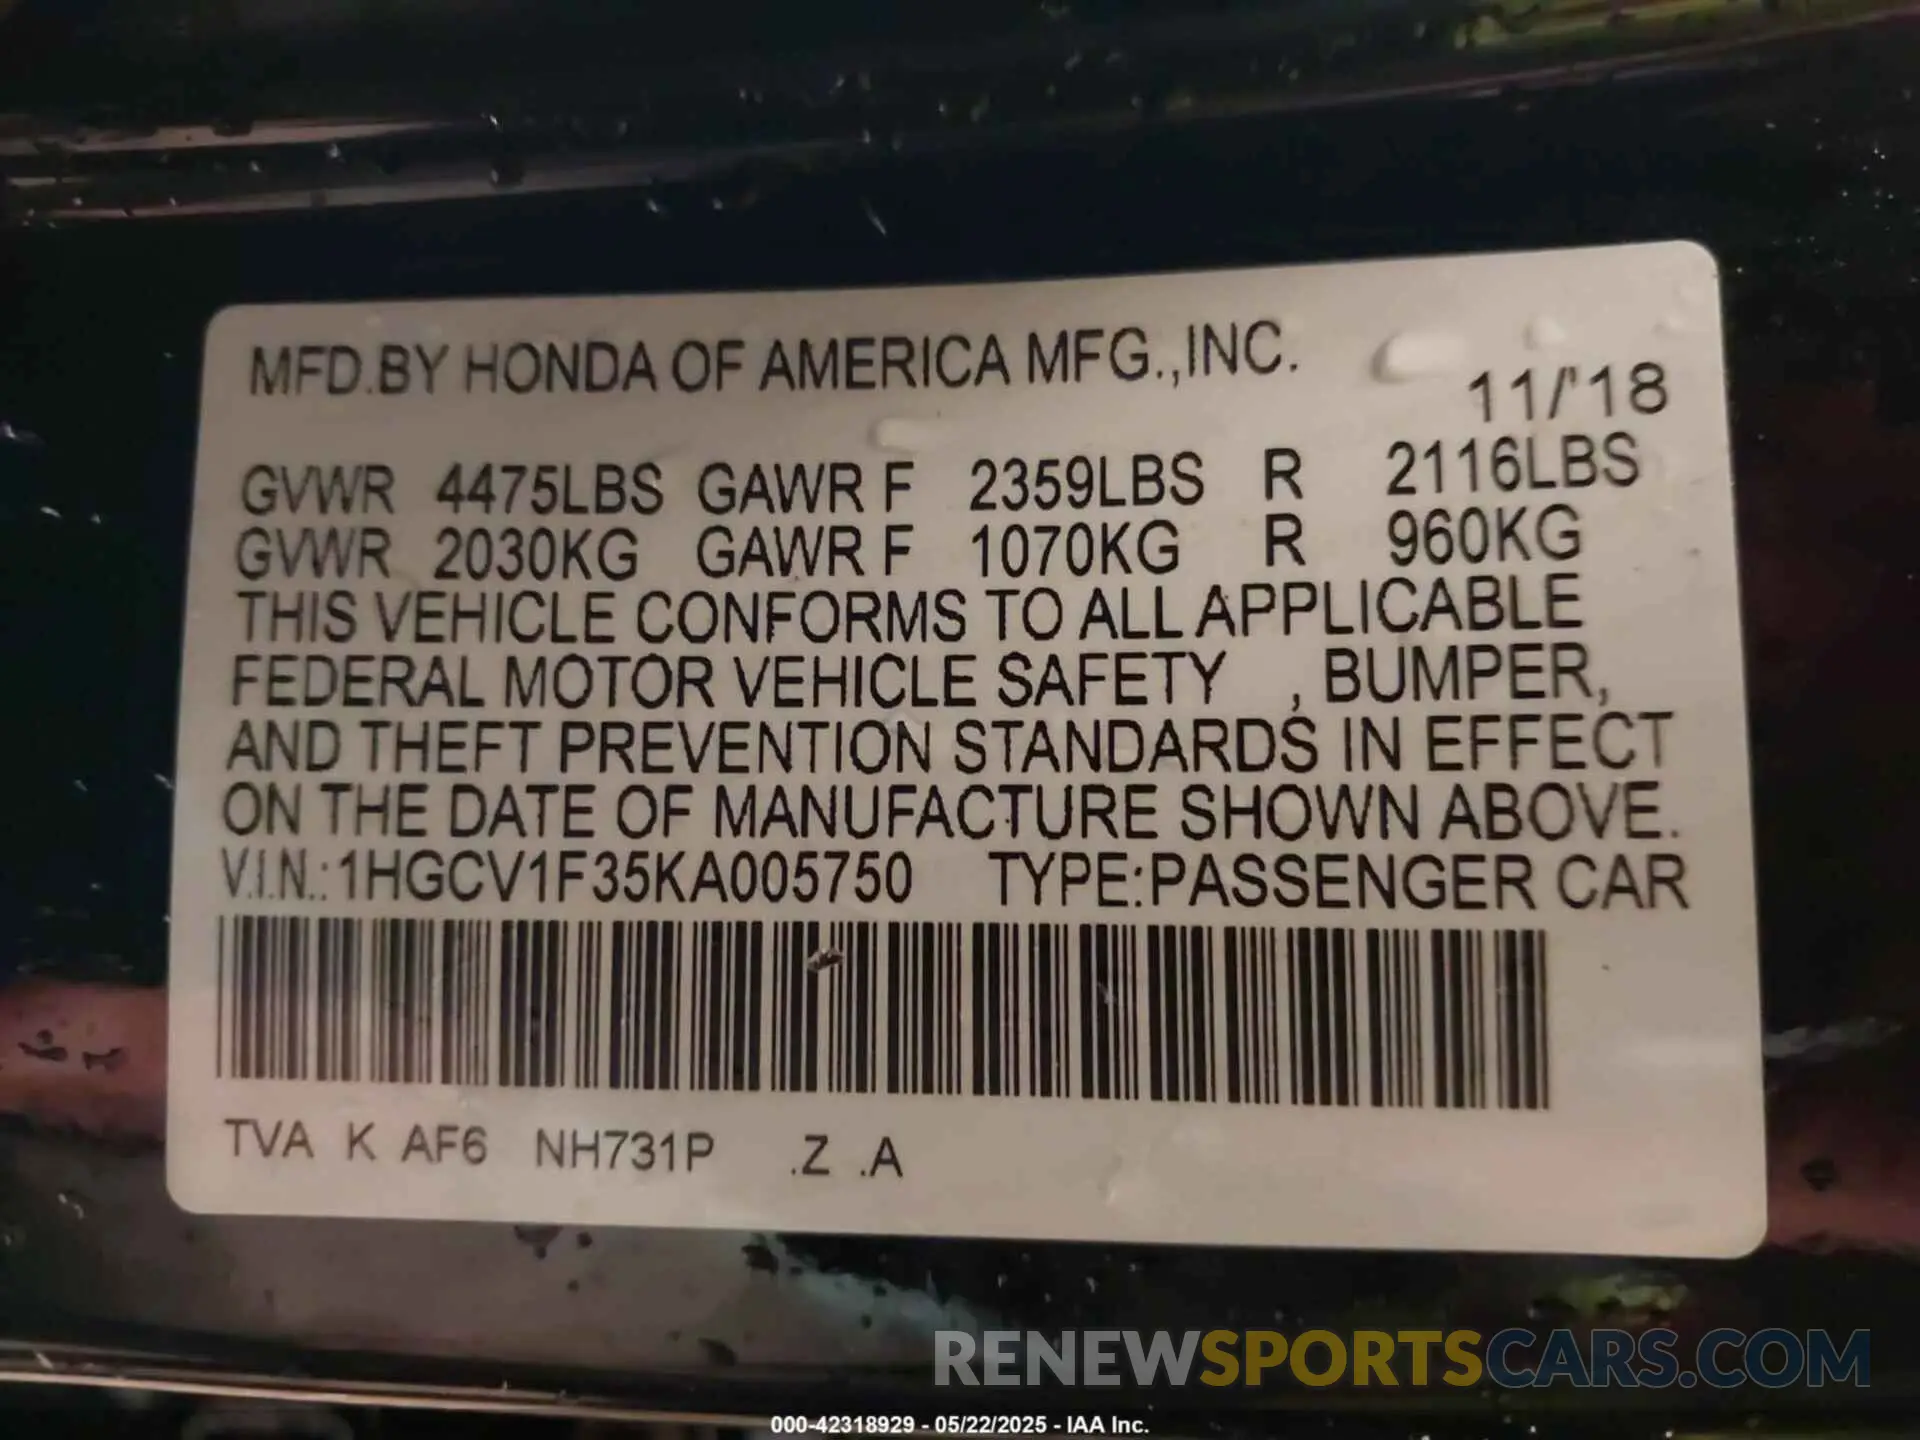 MFD.BY HONDA OF AMERICA MFG.,INC.
11/'18
GVWR 4475LBS GAWR F 2359LBS R 2116LBS
GVWR 2030KG GAWR F 1070KG R 960KG
THIS VEHICLE CONFORMS TO ALL APPLICABLE
FEDERAL MOTOR VEHICLE SAFETY , BUMPER,
AND THEFT PREVENTION STANDARDS IN EFFECT
ON THE DATE OF MANUFACTURE SHOWN ABOVE.
V.I.N.:1HGCV1F35KA005750 TYPE:PASSENGER CAR
TVA K AF6 NH731P .Z .A
RENEWSPORTSCARS.COM
000-42318929 - 05/22/2025 - IAA Inc.